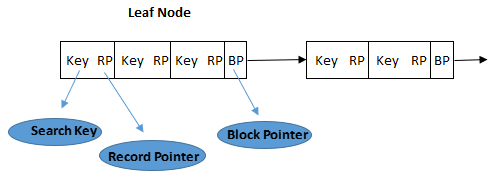 Leaf Node
Key RP Key RP Key RP BP Key RP Key RP BP
Search Key
Record Pointer
Block Pointer